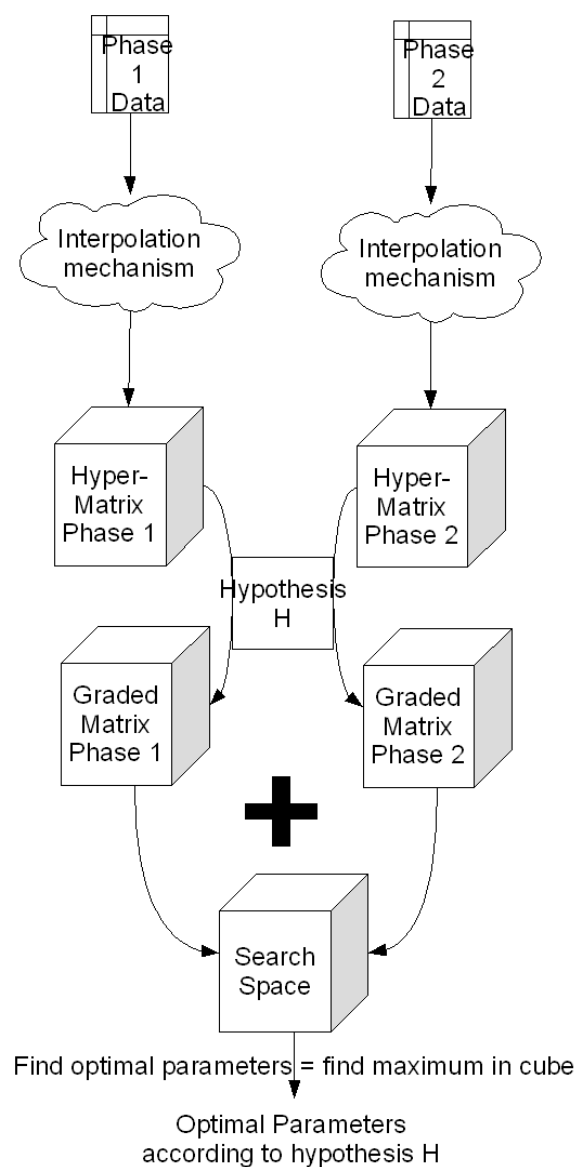 Phase
1
Data
Phase
2
Data
Interpolation
mechanism
Interpolation
mechanism
Hyper-
Matrix
Phase 1
Hyper-
Matrix
Phase 2
Hypothesis
H
Graded
Matrix
Phase 1
Graded
Matrix
Phase 2
Search
Space
Find optimal parameters = find maximum in cube
Optimal Parameters
according to hypothesis H